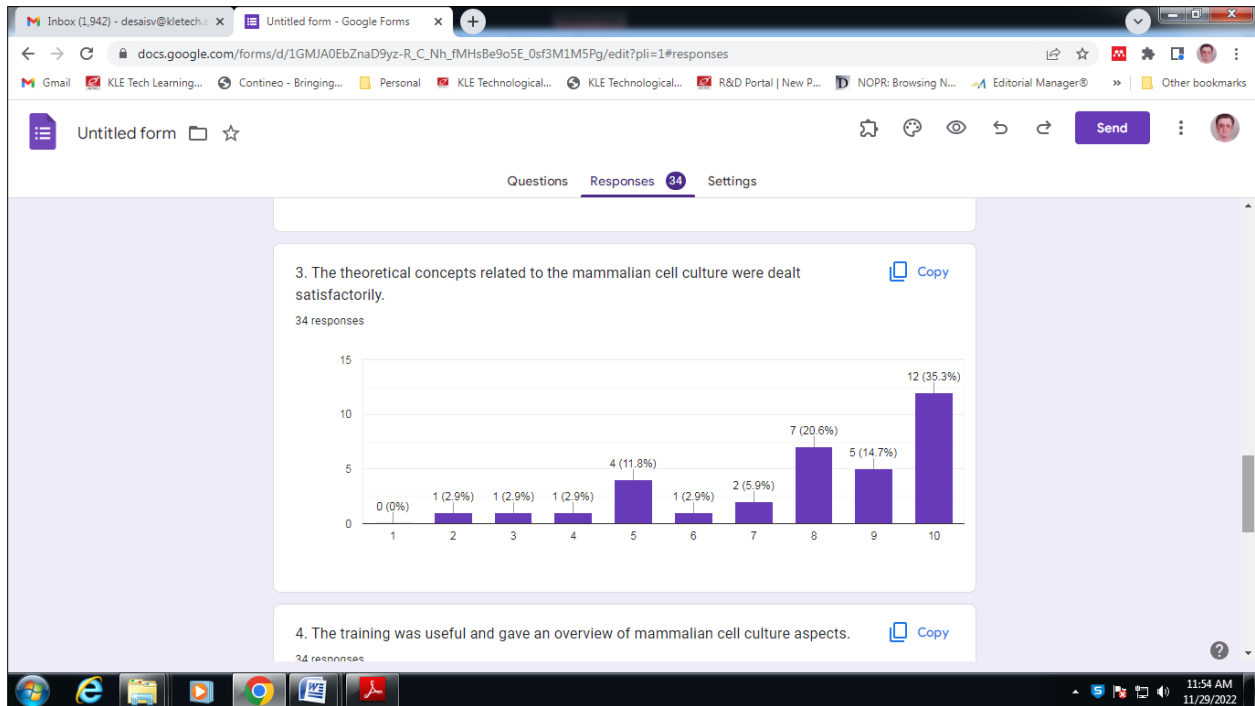 Inbox (1,942) - desaisv@kletech.
Untitled form - Google Forms
docs.google.com/forms/d/1GMJA0EbZnaD9yz-R_C_Nh_fMHsBe9o5E_0sf3M1M5Pg/edit?pli=1#responses
Gmail KLE Tech Learning... Contineo - Bringing... Personal KLE Technological... KLE Technological... R&D Portal | New P... NOPR: Browsing N... Editorial Manager® » Other bookmarks
Untitled form
Send
Questions Responses 34 Settings
3. The theoretical concepts related to the mammalian cell culture were dealt
satisfactorily.
Copy
34 responses
15
10
5
0
0 (0%)
1 (2.9%)
1 (2.9%)
1 (2.9%)
4 (11.8%)
1 (2.9%)
2 (5.9%)
7 (20.6%)
5 (14.7%)
12 (35.3%)
1 2 3 4 5 6 7 8 9 10
4. The training was useful and gave an overview of mammalian cell culture aspects.
Copy
34 responses
11:54 AM
11/29/2022